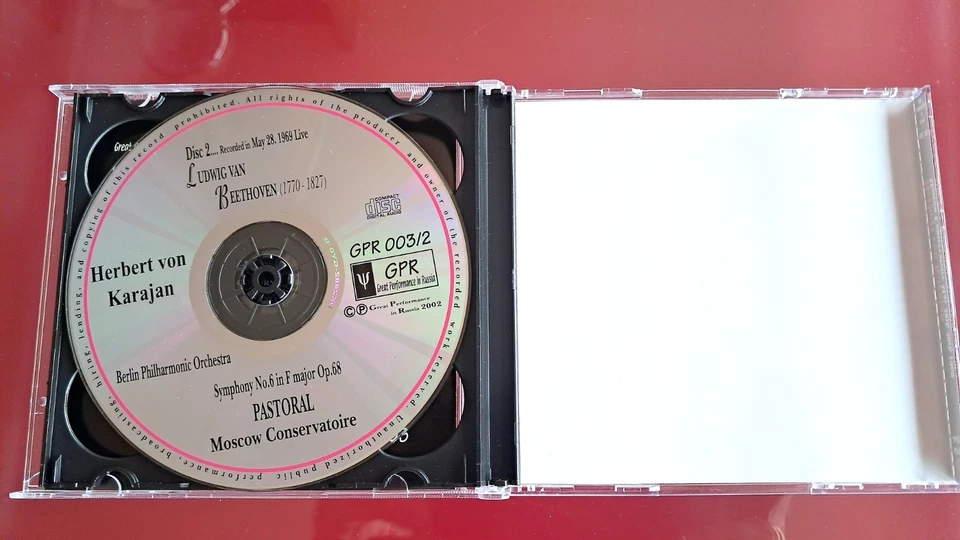 prohibited. All rights of the producer and owner of the recorded work reserved. Unauthorized public performance, broadcasting, hiring, lending, and copying of this record
Disc 2.... Recorded in May 28. 1969 Live
LUDWIG VAN
BEETHOVEN (1770 - 1827)
COMPACT
disc
DIGITAL AUDIO
GPR 003/2
Ψ GPR
Great Performance in Russia
©Ⓟ Great Performance
in Russia 2002
Herbert von
Karajan
Berlin Philharmonic Orchestra
Symphony No.6 in F major Op.68
PASTORAL
Moscow Conservatoire